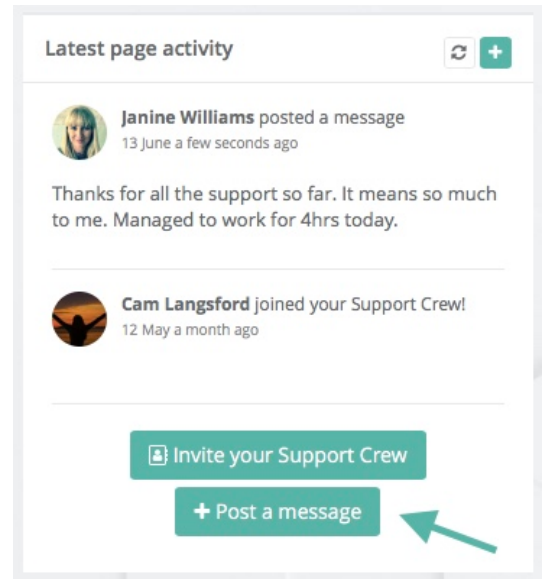 Latest page activity
Janine Williams posted a message
13 June a few seconds ago
Thanks for all the support so far. It means so much
to me. Managed to work for 4hrs today.
Cam Langsford joined your Support Crew!
12 May a month ago
Invite your Support Crew
+ Post a message